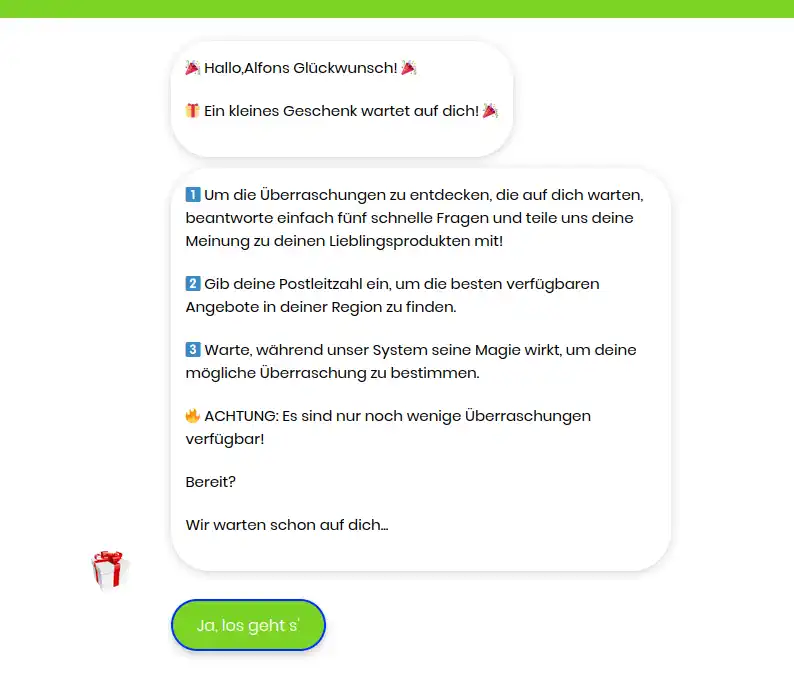 🎉 Hallo,Alfons Glückwunsch! 🎉
🎁 Ein kleines Geschenk wartet auf dich! 🎉
1️⃣ Um die Überraschungen zu entdecken, die auf dich warten,
beantworte einfach fünf schnelle Fragen und teile uns deine
Meinung zu deinen Lieblingsprodukten mit!
2️⃣ Gib deine Postleitzahl ein, um die besten verfügbaren
Angebote in deiner Region zu finden.
3️⃣ Warte, während unser System seine Magie wirkt, um deine
mögliche Überraschung zu bestimmen.
🔥 ACHTUNG: Es sind nur noch wenige Überraschungen
verfügbar!
Bereit?
Wir warten schon auf dich...
Ja, los geht s'